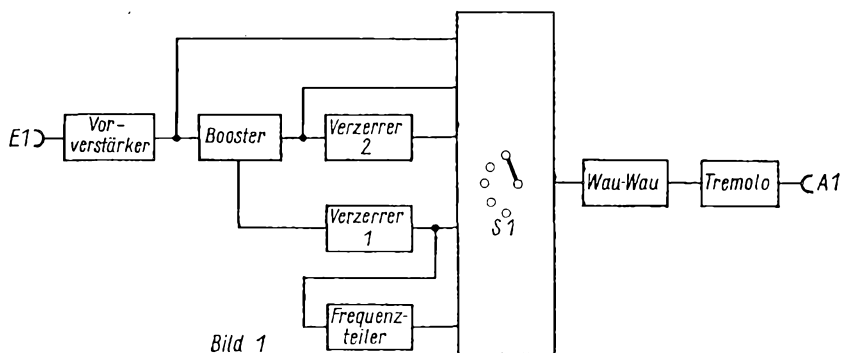 E1
Vor-
verstärker
Booster
Verzerrer
2
Verzerrer
1
Frequenz-
teiler
S1
Wau-Wau
Tremolo
A1
Bild 1